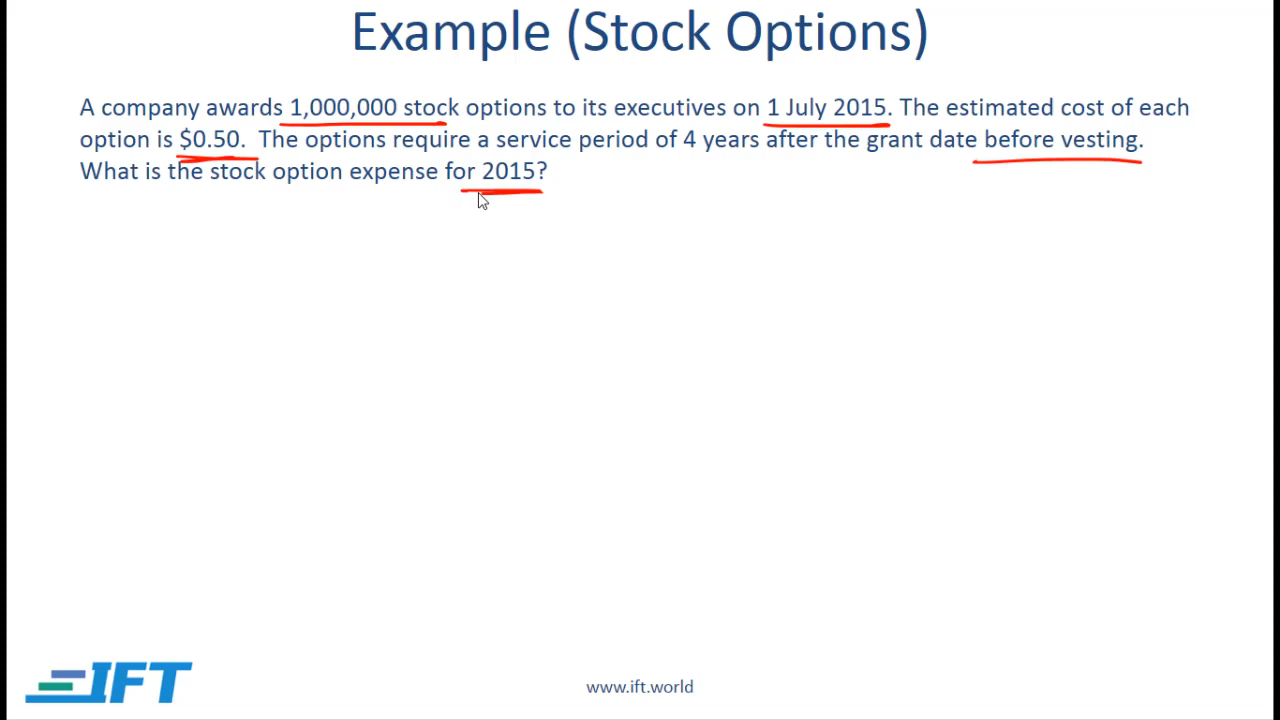 Example (Stock Options)
A company awards 1,000,000 stock options to its executives on 1 July 2015. The estimated cost of each
option is $0.50.  The options require a service period of 4 years after the grant date before vesting.
What is the stock option expense for 2015?
IFT
www.ift.world